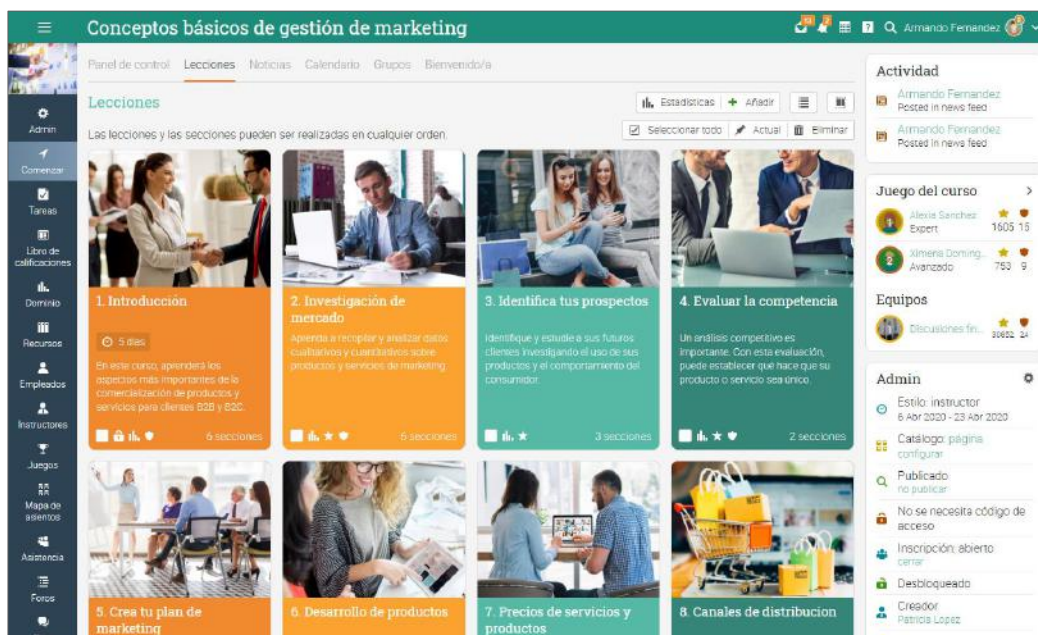 Conceptos básicos de gestión de marketing
13
2
Armando Fernandez
Panel de control Lecciones Noticias Calendario Grupos Bienvenido/a
Lecciones
Estadísticas Añadir
Las lecciones y las secciones pueden ser realizadas en cualquier orden.
Seleccionar todo Actual Eliminar
Admin
Comenzar
Tareas
Libro de
calificaciones
Dominio
Recursos
Empleados
Instructores
Juegos
Mapa de
asientos
Asistencia
Foros
1. Introducción
5 días
En este curso, aprenderá los
aspectos más importantes de la
comercialización de productos y
servicios para clientes B2B y B2C.
6 secciones
2. Investigación de
mercado
Aprenda a recopilar y analizar datos
cualitativos y cuantitativos sobre
productos y servicios de marketing.
5 secciones
3. Identifica tus prospectos
Identifique y estudie a sus futuros
clientes investigando el uso de sus
productos y el comportamiento del
consumidor.
3 secciones
4. Evaluar la competencia
Un análisis competitivo es
importante. Con esta evaluación,
puede establecer qué hace que su
producto o servicio sea único.
2 secciones
5. Crea tu plan de
marketing
6. Desarrollo de productos
7. Precios de servicios y
productos
8. Canales de distribucion
Actividad
Armando Fernandez
Posted in news feed
Armando Fernandez
Posted in news feed
Juego del curso
Alexia Sanchez
Expert 1605 15
Ximena Doming...
Avanzado 753 9
Equipos
Discusiones fin...
30652 24
Admin
Estilo: instructor
6 Abr 2020 - 23 Abr 2020
Catálogo: página
configurar
Publicado
no publicar
No se necesita código de
acceso
Inscripción: abierto
cerrar
Desbloqueado
Creador
Patricia Lopez